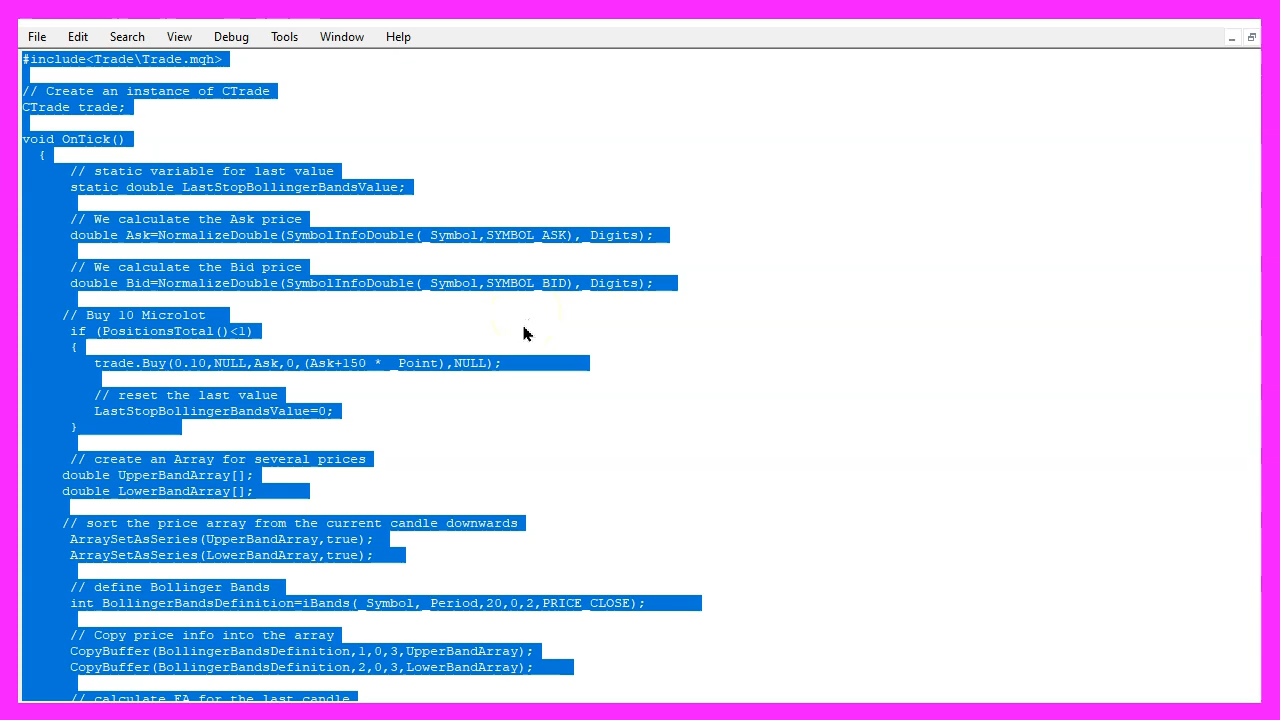 File Edit Search View Debug Tools Window Help
#include<Trade\Trade.mqh>
// Create an instance of CTrade
CTrade trade;
void OnTick()
{
// static variable for last value
static double LastStopBollingerBandsValue;
// We calculate the Ask price
double Ask=NormalizeDouble(SymbolInfoDouble(_Symbol,SYMBOL_ASK),_Digits);
// We calculate the Bid price
double Bid=NormalizeDouble(SymbolInfoDouble(_Symbol,SYMBOL_BID),_Digits);
// Buy 10 Microlot
if (PositionsTotal()<1)
{
trade.Buy(0.10,NULL,Ask,0,(Ask+150 * _Point),NULL);
// reset the last value
LastStopBollingerBandsValue=0;
}
// create an Array for several prices
double UpperBandArray[];
double LowerBandArray[];
// sort the price array from the current candle downwards
ArraySetAsSeries(UpperBandArray,true);
ArraySetAsSeries(LowerBandArray,true);
// define Bollinger Bands
int BollingerBandsDefinition=iBands(_Symbol,_Period,20,0,2,PRICE_CLOSE);
// Copy price info into the array
CopyBuffer(BollingerBandsDefinition,1,0,3,UpperBandArray);
CopyBuffer(BollingerBandsDefinition,2,0,3,LowerBandArray);
// calculate EA for the last candle